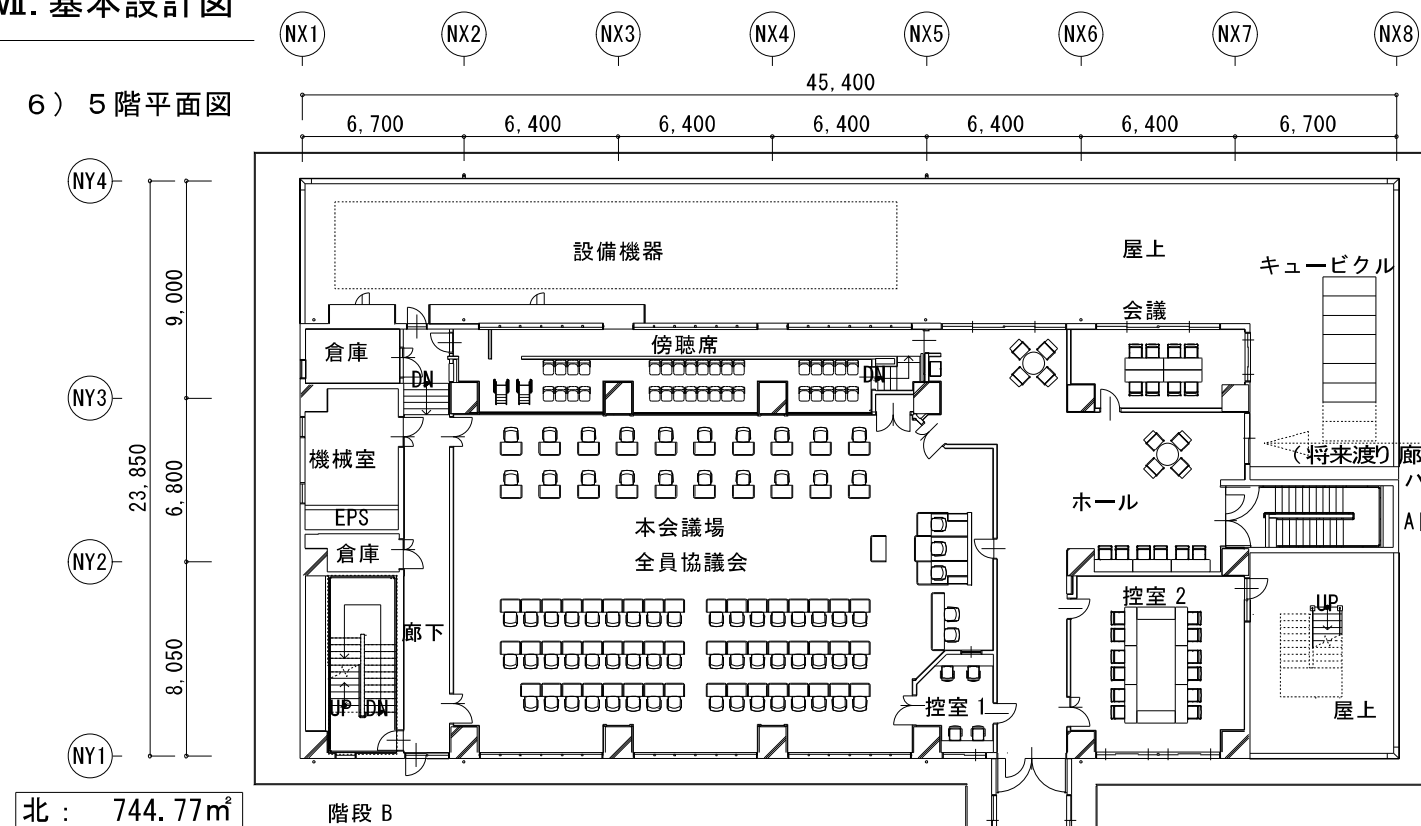 Ⅶ. 基本設計図
6) 5階平面図
NX1 NX2 NX3 NX4 NX5 NX6 NX7 NX8
45,400
6,700 6,400 6,400 6,400 6,400 6,400 6,700
NY4
NY3
NY2
NY1
9,000
6,800
8,050
23,850
設備機器
屋上
キュービクル
会議
倉庫
傍聴席
DN
DN
機械室
(将来渡り廊
ホール
EPS
本会議場
倉庫
全員協議会
控室2
UP
廊下
UP DN
控室1
屋上
北: 744.77㎡
階段B